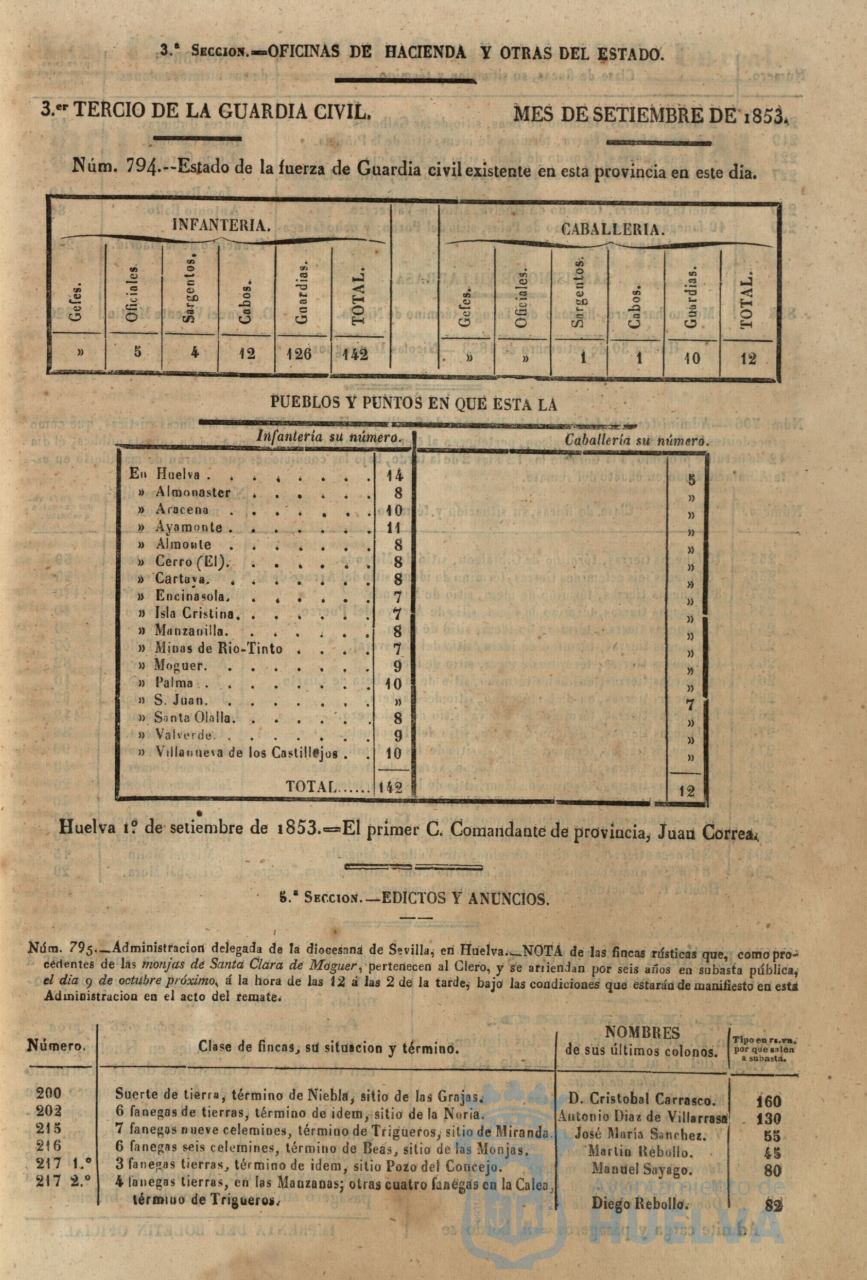 3.ª SECCION.=OFICINAS DE HACIENDA Y OTRAS DEL ESTADO.
3.er TERCIO DE LA GUARDIA CIVIL. MES DE SETIEMBRE DE 1853.
Núm. 794.--Estado de la fuerza de Guardia civil existente en esta provincia en este dia.
INFANTERIA. CABALLERIA.
Gefes. Oficiales. Sargentos. Cabos. Guardias. TOTAL. Gefes. Oficiales. Sargentos. Cabos. Guardias. TOTAL.
» 5 4 12 126 142 » » 1 1 10 12
PUEBLOS Y PUNTOS EN QUE ESTA LA
Infantería su número. Caballería su número.
En Huelva . . . . . . . . 14 5
» Almonaster . . . . . . 8 »
» Aracena . . . . . . . 10 »
» Ayamonte . . . . . . . 11 »
» Almonte . . . . . . . 8 »
» Cerro (El). . . . . . . 8 »
» Cartaya. . . . . . . . 8 »
» Encinasola. . . . . . . 7 »
» Isla Cristina. . . . . . . 7 »
» Manzanilla. . . . . . . 8 »
» Minas de Rio-Tinto . . . . 7 »
» Moguer. . . . . . . . 9 »
» Palma . . . . . . . . 10 »
» S. Juan. . . . . . . . » 7
» Santa Olalla. . . . . . . 8 »
» Valverde. . . . . . . . 9 »
» Villanueva de los Castillejos . . 10 »
TOTAL...... 142 12
Huelva 1.º de setiembre de 1853.=El primer C. Comandante de provincia, Juan Correa.
5.ª SECCION.—EDICTOS Y ANUNCIOS.
Núm. 795.—Administracion delegada de la diocesana de Sevilla, en Huelva.—NOTA de las fincas rústicas que, como pro-
cedentes de las monjas de Santa Clara de Moguer, pertenecen al Clero, y se arriendan por seis años en subasta pública,
el dia 9 de octubre próximo, á la hora de las 12 á las 2 de la tarde, bajo las condiciones que estarán de manifiesto en esta
Administracion en el acto del remate.
Número. Clase de fincas, su situacion y término. NOMBRES de sus últimos colonos. Tipo en rs. vn. por que salen á subasta.
200 Suerte de tierra, término de Niebla, sitio de las Grajas. D. Cristobal Carrasco. 160
202 6 fanegas de tierras, término de idem, sitio de la Noria. Antonio Diaz de Villarrasa 130
215 7 fanegas nueve celemines, término de Trigueros, sitio de Miranda José María Sanchez. 55
216 6 fanegas seis celemines, término de Beas, sitio de las Monjas. Martin Rebollo. 45
217 1.º 3 fanegas tierras, término de idem, sitio Pozo del Concejo. Manuel Sayago. 80
217 2.º 4 fanegas tierras, en las Manzanas; otras cuatro fanegas en la Calea,
término de Trigueros. Diego Rebollo. 82
Ayuntamiento de
HUELVA